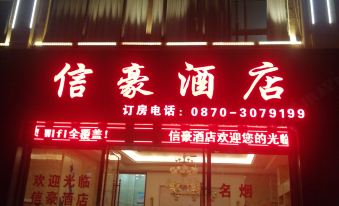 信豪酒店
订房电话：0870-3079199
Wifi全覆盖!
信豪酒店欢迎您的光临
欢迎光临
信豪酒店
名烟